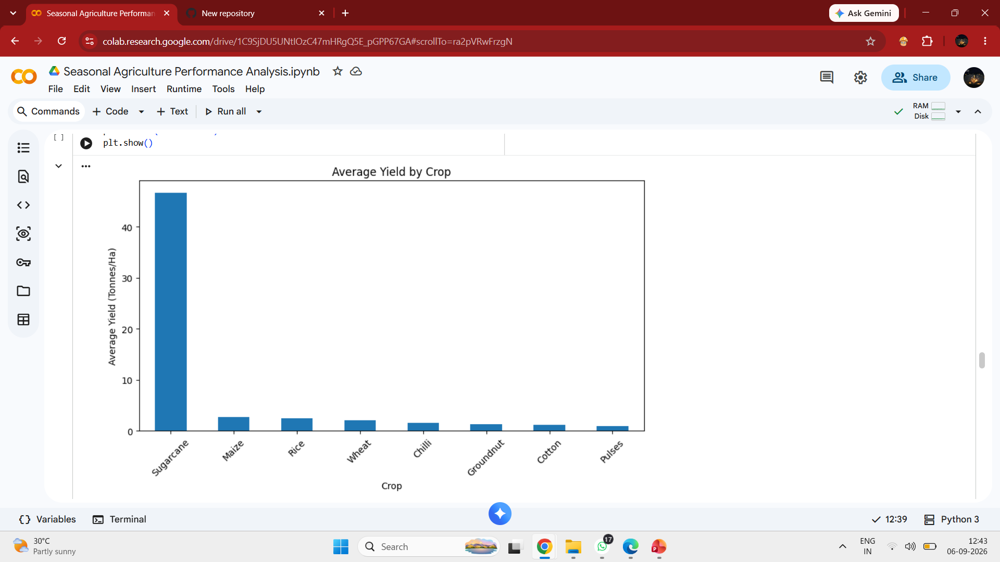 Seasonal Agriculture Performan
New repository
Ask Gemini
colab.research.google.com/drive/1C9SjDU5UNtlOzC47mHRgQ5E_pGPP67GA#scrollTo=ra2pVRwFrzgN
Seasonal Agriculture Performance Analysis.ipynb
File Edit View Insert Runtime Tools Help
Share
Commands + Code + Text Run all
RAM
Disk
[ ]
plt.show()
Average Yield by Crop
Average Yield (Tonnes/Ha)
40
30
20
10
0
Sugarcane
Maize
Rice
Wheat
Chilli
Groundnut
Cotton
Pulses
Crop
Variables
Terminal
12:39
Python 3
30°C
Partly sunny
Search
17
P
ENG
IN
12:43
06-09-2026